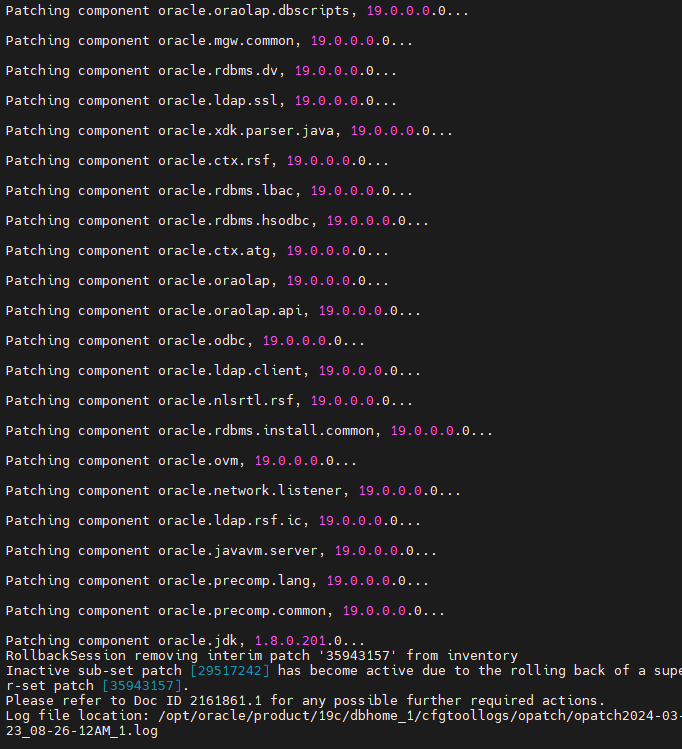 Patching component oracle.oraolap.dbscripts, 19.0.0.0.0...
Patching component oracle.mgw.common, 19.0.0.0.0...
Patching component oracle.rdbms.dv, 19.0.0.0.0...
Patching component oracle.ldap.ssl, 19.0.0.0.0...
Patching component oracle.xdk.parser.java, 19.0.0.0.0...
Patching component oracle.ctx.rsf, 19.0.0.0.0...
Patching component oracle.rdbms.lbac, 19.0.0.0.0...
Patching component oracle.rdbms.hsodbc, 19.0.0.0.0...
Patching component oracle.ctx.atg, 19.0.0.0.0...
Patching component oracle.oraolap, 19.0.0.0.0...
Patching component oracle.oraolap.api, 19.0.0.0.0...
Patching component oracle.odbc, 19.0.0.0.0...
Patching component oracle.ldap.client, 19.0.0.0.0...
Patching component oracle.nlsrtl.rsf, 19.0.0.0.0...
Patching component oracle.rdbms.install.common, 19.0.0.0.0...
Patching component oracle.ovm, 19.0.0.0.0...
Patching component oracle.network.listener, 19.0.0.0.0...
Patching component oracle.ldap.rsf.ic, 19.0.0.0.0...
Patching component oracle.javavm.server, 19.0.0.0.0...
Patching component oracle.precomp.lang, 19.0.0.0.0...
Patching component oracle.precomp.common, 19.0.0.0.0...
Patching component oracle.jdk, 1.8.0.201.0...
RollbackSession removing interim patch '35943157' from inventory
Inactive sub-set patch [29517242] has become active due to the rolling back of a supe
r-set patch [35943157].
Please refer to Doc ID 2161861.1 for any possible further required actions.
Log file location: /opt/oracle/product/19c/dbhome_1/cfgtoollogs/opatch/opatch2024-03-
23_08-26-12AM_1.log